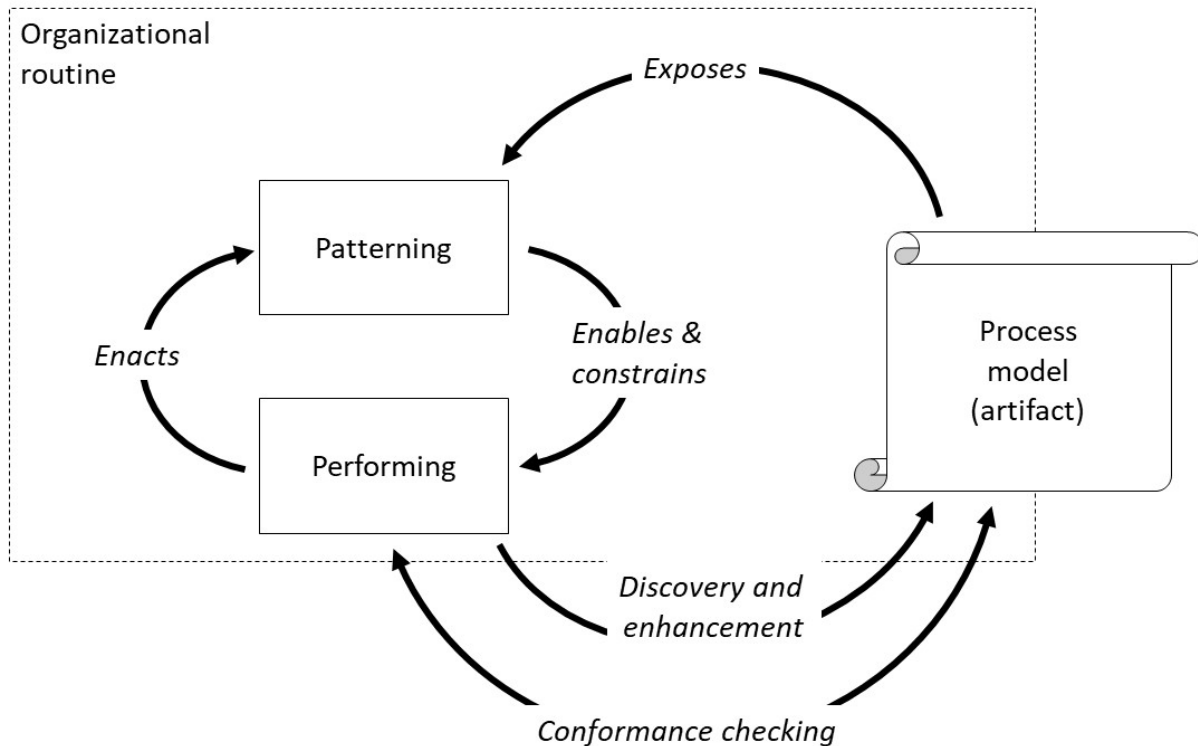 Organizational
routine
Exposes
Patterning
Enacts
Enables &
constrains
Process
model
(artifact)
Performing
Discovery and
enhancement
Conformance checking